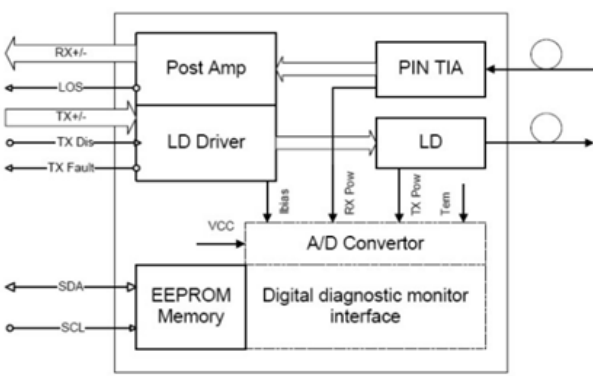 RX+/-
Post Amp
PIN TIA
LOS
TX+/-
TX Dis
LD Driver
LD
TX Fault
Ibias
RX Pow
TX Pow
Tem
VCC
A/D Convertor
SDA
EEPROM
Memory
Digital diagnostic monitor
interface
SCL